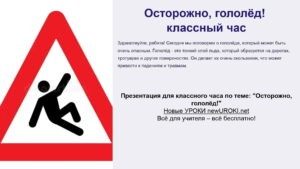 Осторожно, гололёд!
классный час
Здравствуйте, ребята! Сегодня мы поговорим о гололёде, который может быть
очень опасным. Гололёд - это тонкий слой льда, который образуется на дорогах,
тротуарах и других поверхностях. Он делает их очень скользкими, что может
привести к падениям и травмам.
Презентация для классного часа по теме: "Осторожно,
гололёд!"
Новые УРОКИ newUROKI.net
Всё для учителя – всё бесплатно!